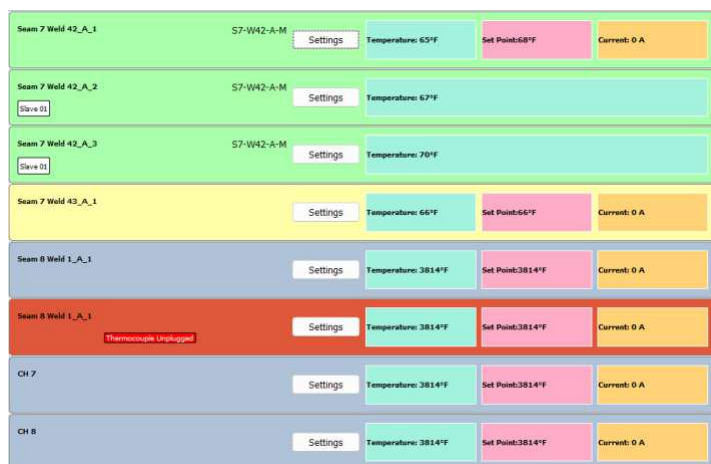 Seam 7 Weld 42_A_1 S7-W42-A-M Settings Temperature: 65°F Set Point:68°F Current: 0 A
Seam 7 Weld 42_A_2 S7-W42-A-M Settings Temperature: 67°F
Slave 01
Seam 7 Weld 42_A_3 S7-W42-A-M Settings Temperature: 70°F
Slave 01
Seam 7 Weld 43_A_1 Settings Temperature: 66°F Set Point:66°F Current: 0 A
Seam 8 Weld 1_A_1 Settings Temperature: 3814°F Set Point:3814°F Current: 0 A
Seam 8 Weld 1_A_1 Settings Temperature: 3814°F Set Point:3814°F Current: 0 A
Thermocouple Unplugged
CH 7 Settings Temperature: 3814°F Set Point:3814°F Current: 0 A
CH 8 Settings Temperature: 3814°F Set Point:3814°F Current: 0 A